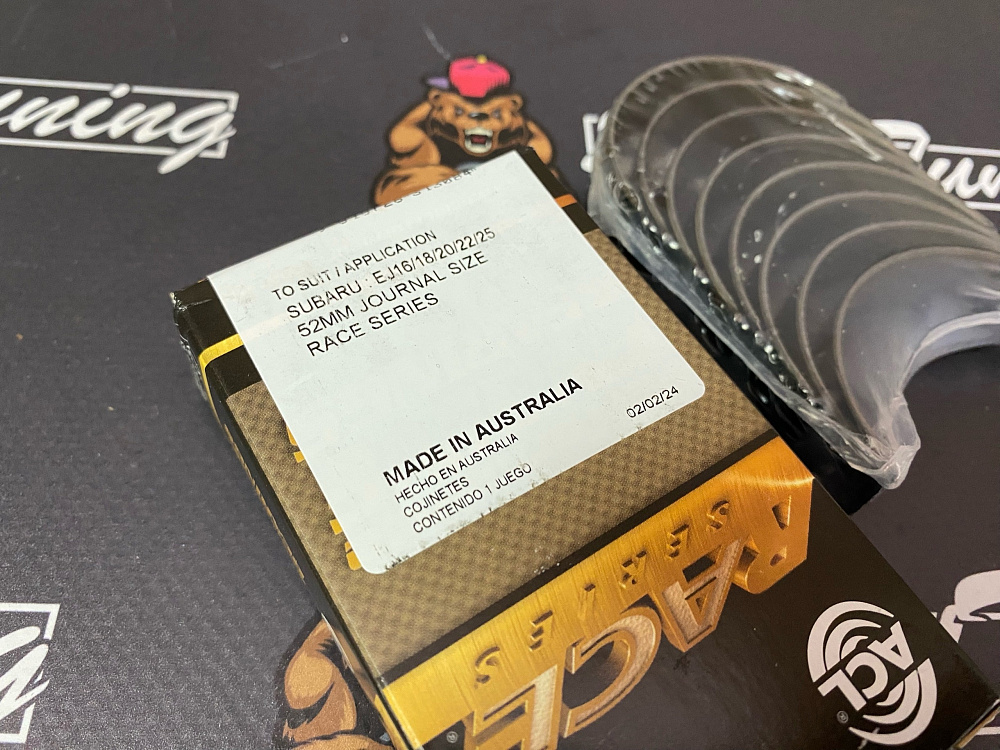 uning
TO SUIT / APPLICATION
SUBARU : EJ16/18/20/22/25
52MM JOURNAL SIZE
RACE SERIES
MADE IN AUSTRALIA
HECHO EN AUSTRALIA
COJINETES
CONTENIDO 1 JUEGO
02/02/24
RACE
SERIES
ACL
®
®